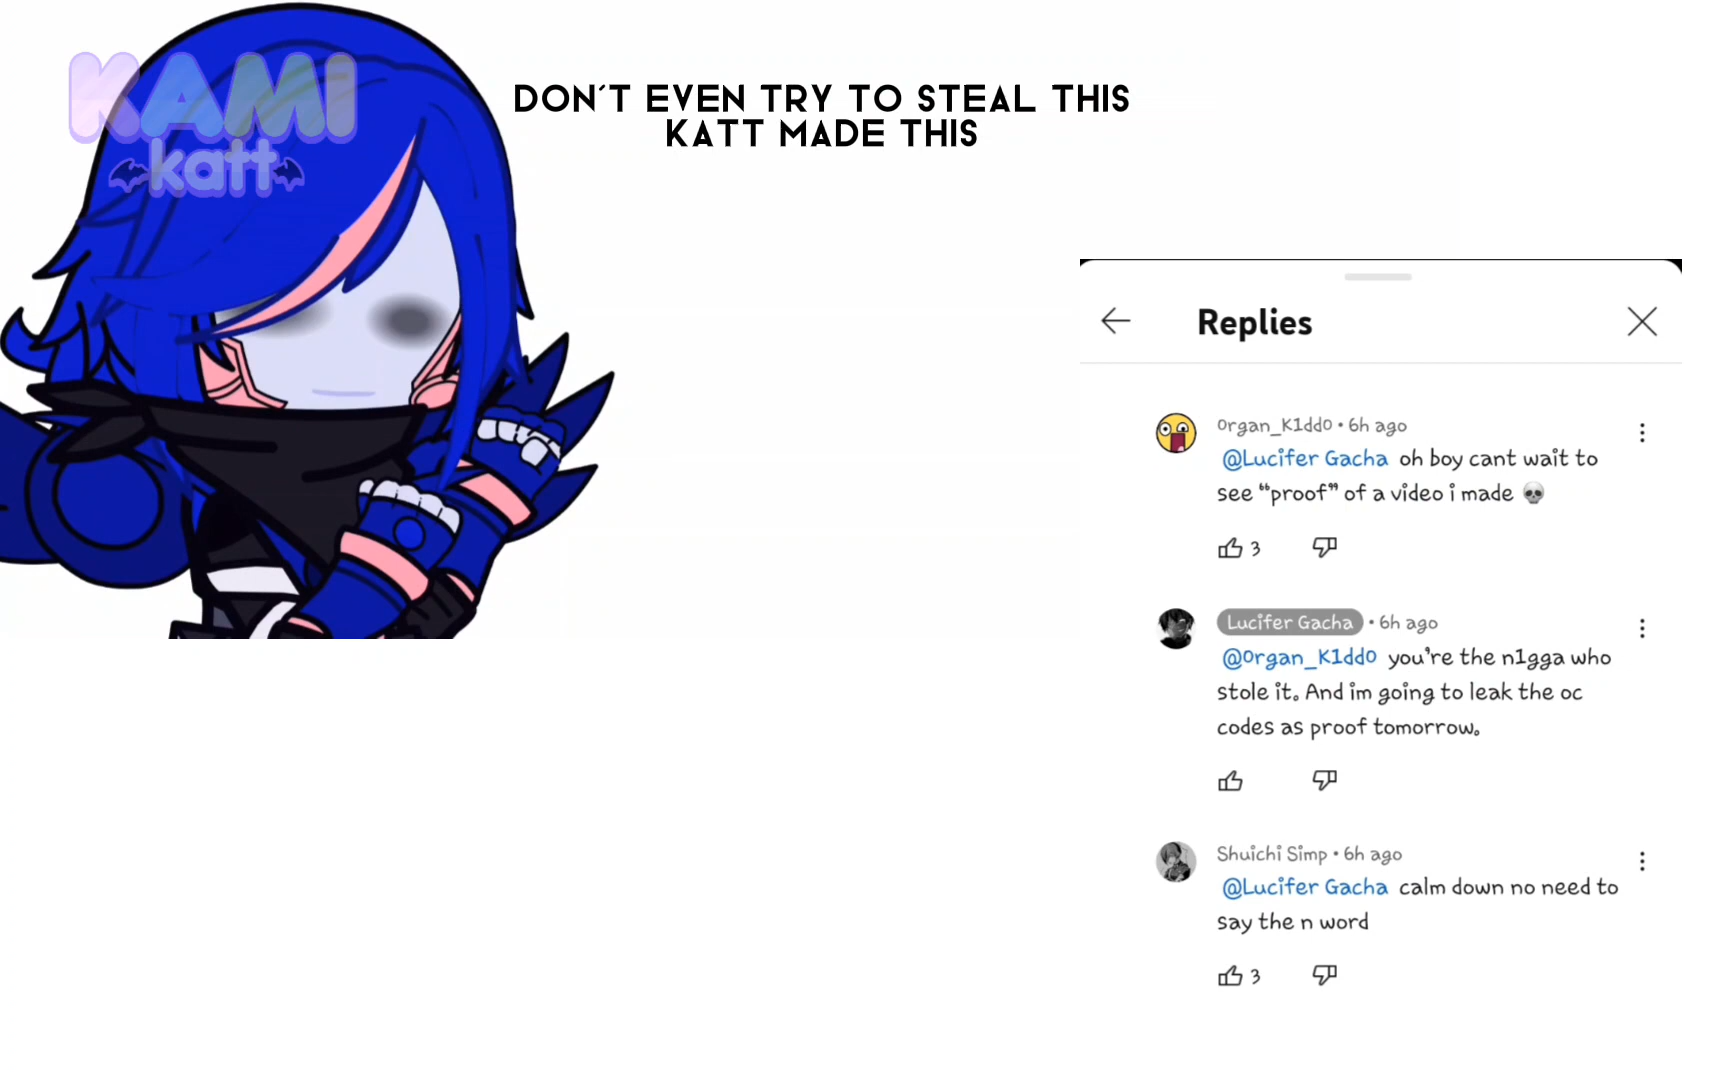 KAMI
katt
DON'T EVEN TRY TO STEAL THIS
KATT MADE THIS
Replies
0rgan_K1dd0 • 6h ago
@Lucifer Gacha oh boy cant wait to
see “proof” of a video i made 💀
3
Lucifer Gacha • 6h ago
@0rgan_K1dd0 you're the n1gga who
stole it. And im going to leak the oc
codes as proof tomorrow.
Shuichi Simp • 6h ago
@Lucifer Gacha calm down no need to
say the n word
3